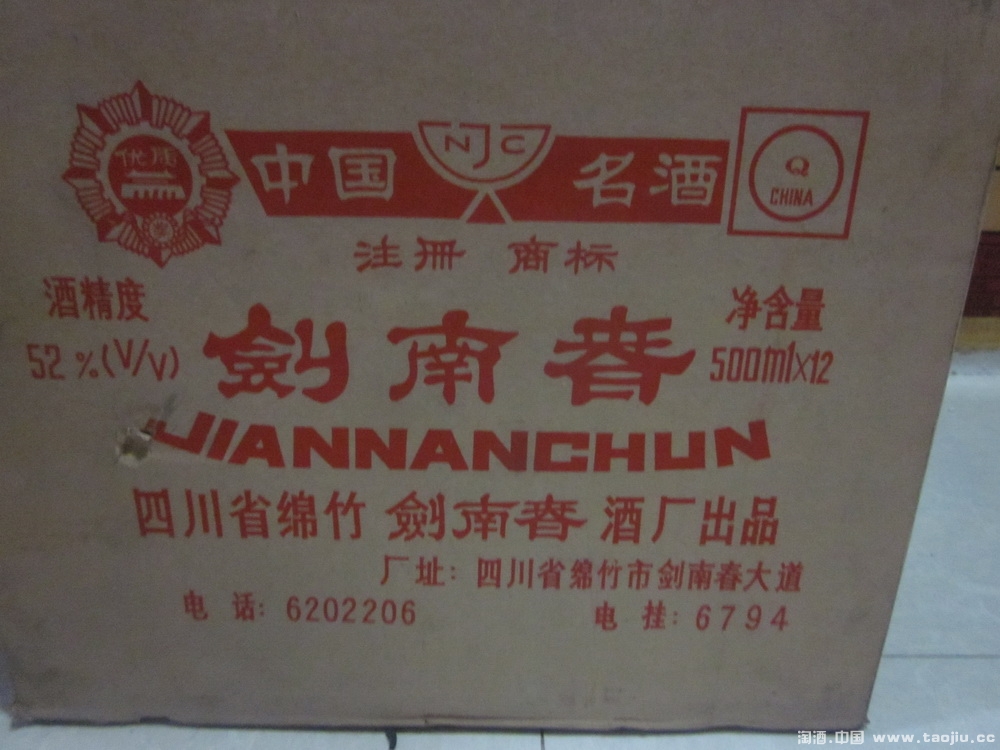 优质
中国 NJC 名酒
Q
CHINA
注册 商标
酒精度
52%(V/V)
剑南春
净含量
500ml×12
JIANNANCHUN
四川省绵竹剑南春酒厂出品
厂址：四川省绵竹市剑南春大道
电话：6202206 电挂：6794
淘酒.中国 www.taojiu.cc